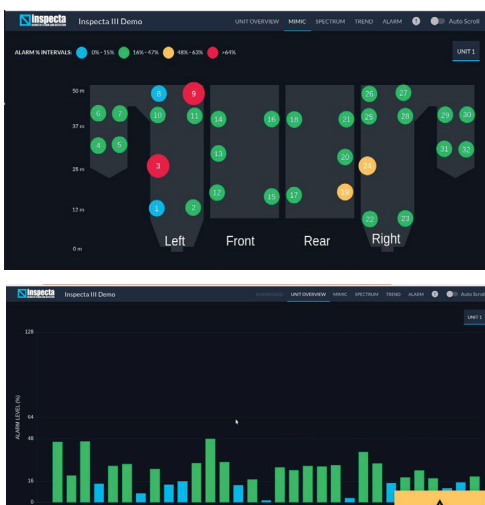 Inspecta
Inspecta III Demo
UNIT OVERVIEW MIMIC SPECTRUM TREND ALARM Auto Scroll
ALARM % INTERVALS: 0% - 15% 16% - 47% 48% - 63% >64%
UNIT 1
50 m
8 9 26 27
6 7 10 11 14 16 18 21 25 28 29 30
37 m
4 5 13 20 31 32
3 24
25 m
12 15 17 19
12 m
1 2 22 23
0 m
Left Front Rear Right
Inspecta
Inspecta III Demo
UNIT OVERVIEW MIMIC SPECTRUM TREND ALARM Auto Scroll
UNIT 1
128
ALARM LEVEL (%)
64
48
16
0